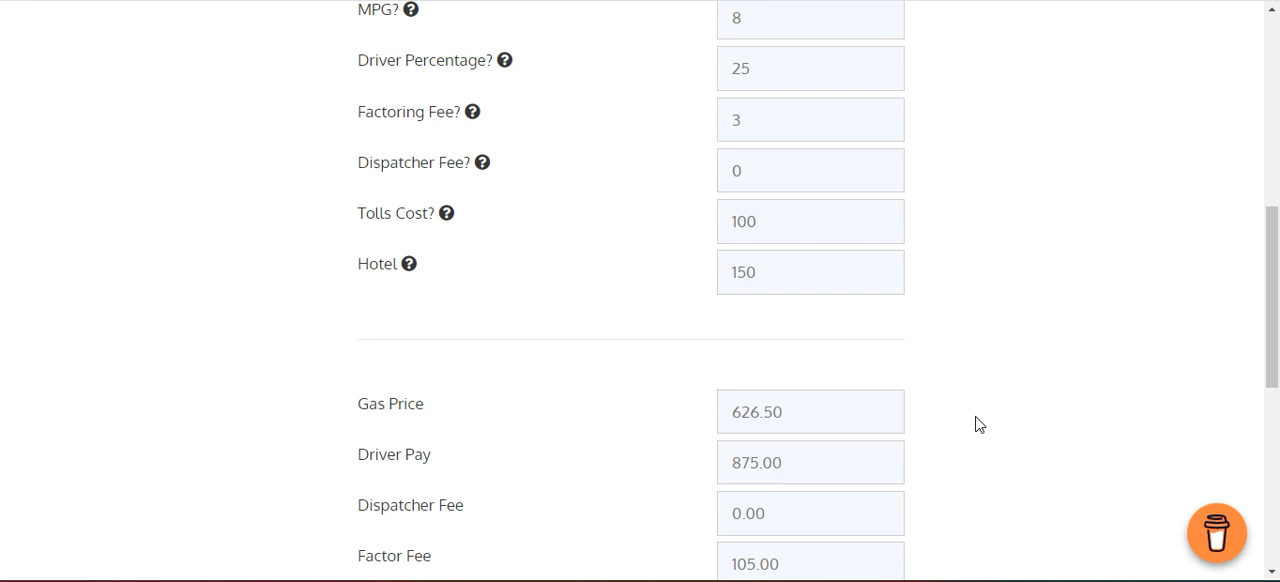 MPG? 8
Driver Percentage? 25
Factoring Fee? 3
Dispatcher Fee? 0
Tolls Cost? 100
Hotel 150
Gas Price 626.50
Driver Pay 875.00
Dispatcher Fee 0.00
Factor Fee 105.00